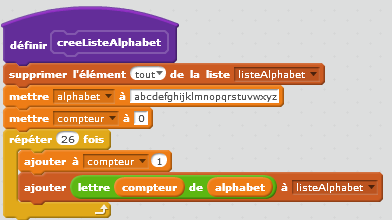 définir creeListeAlphabet
supprimer l'élément tout de la liste listeAlphabet
mettre alphabet à abcdefghijklmnopqrstuvwxyz
mettre compteur à 0
répéter 26 fois
ajouter à compteur 1
ajouter lettre compteur de alphabet à listeAlphabet